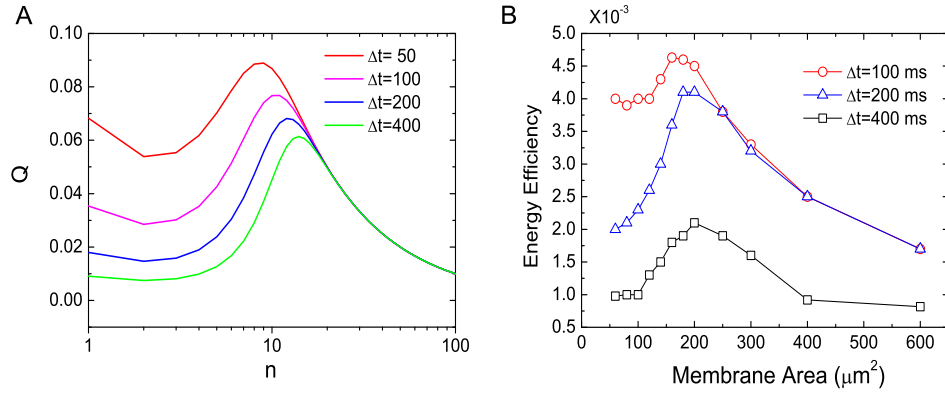 A
Q
0.10
0.08
0.06
0.04
0.02
0.00
Δt= 50
Δt=100
Δt=200
Δt=400
1
10
100
n
B
X10⁻³
Energy Efficiency
5.0
4.5
4.0
3.5
3.0
2.5
2.0
1.5
1.0
0.5
Δt=100 ms
Δt=200 ms
Δt=400 ms
0
100
200
300
400
500
600
Membrane Area (μm²)